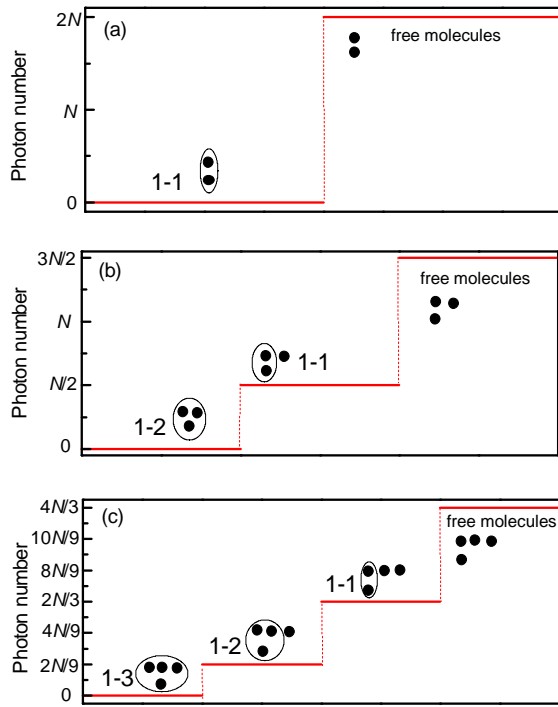 2N
(a)
free molecules
Photon number
N
1-1
0
3N/2
(b)
free molecules
Photon number
N
1-1
N/2
1-2
0
4N/3
(c)
free molecules
10N/9
Photon number
8N/9
1-1
2N/3
4N/9
1-2
2N/9
1-3
0